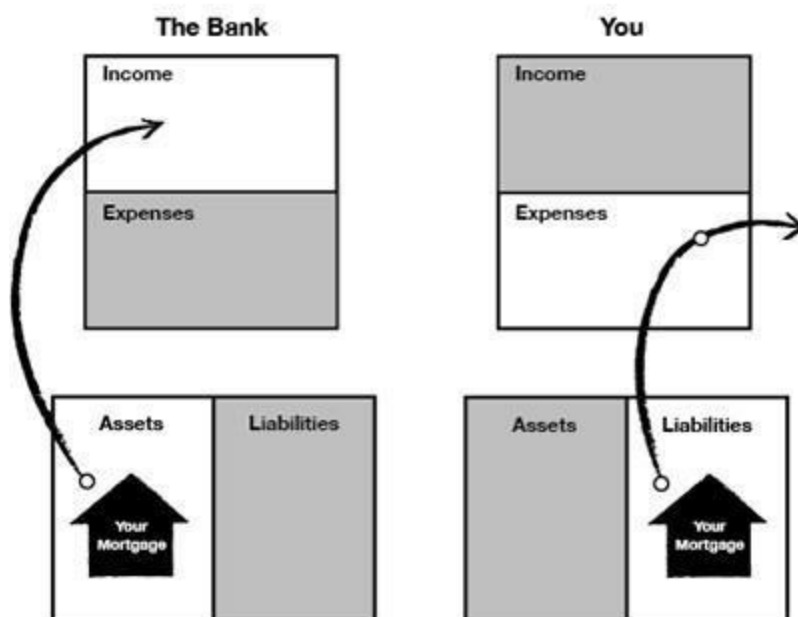 The Bank
Income
Expenses
Assets
Liabilities
Your
Mortgage
You
Income
Expenses
Assets
Liabilities
Your
Mortgage